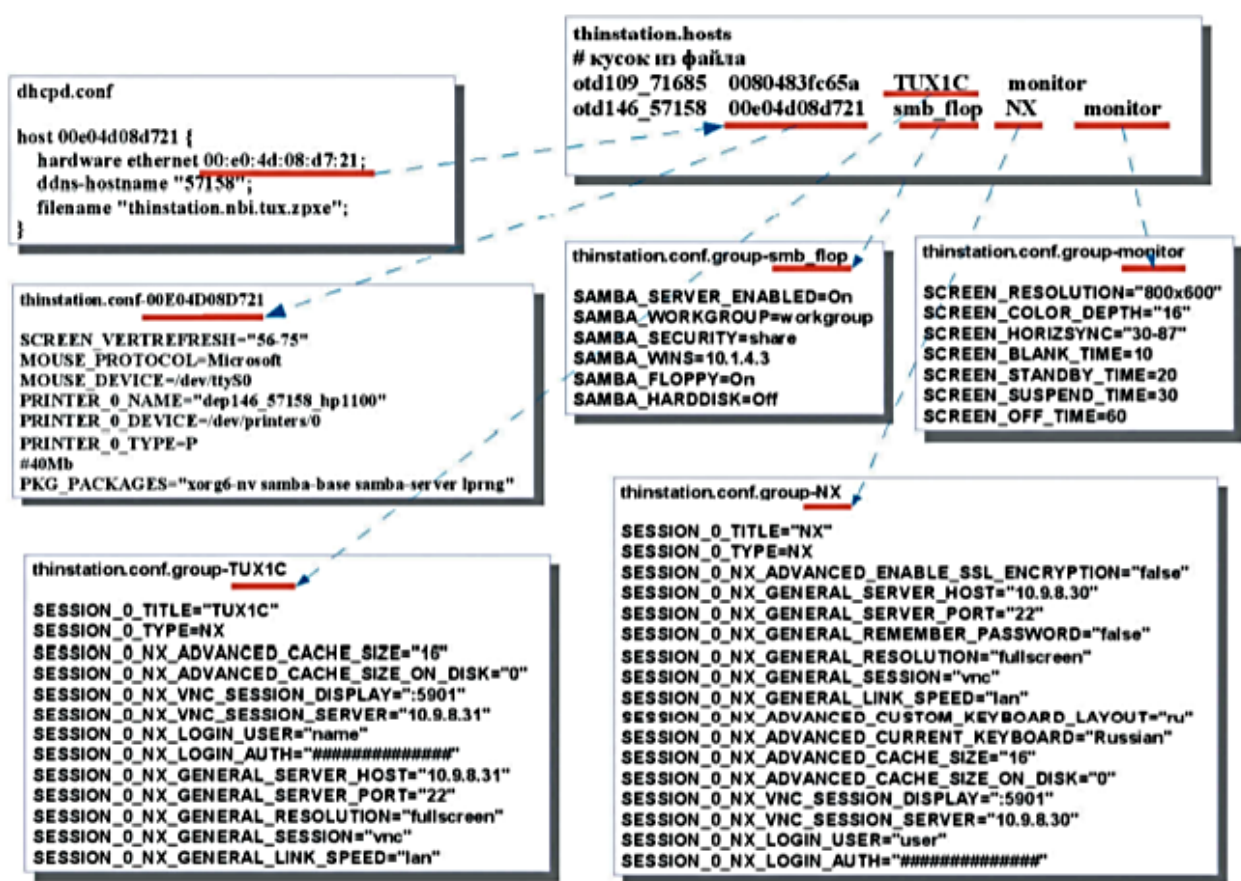 dhcpd.conf
host 00e04d08d721 {
hardware ethernet 00:e0:4d:08:d7:21;
ddns-hostname "57158";
filename "thinstation.nbi.tux.zpxe";
}
thinstation.hosts
# кусок из файла
otd109_71685 0080483fc65a TUX1C monitor
otd146_57158 00e04d08d721 smb_flop NX monitor
thinstation.conf-00E04D08D721
SCREEN_VERTREFRESH="56-75"
MOUSE_PROTOCOL=Microsoft
MOUSE_DEVICE=/dev/ttyS0
PRINTER_0_NAME="dep146_57158_hp1100"
PRINTER_0_DEVICE=/dev/printers/0
PRINTER_0_TYPE=P
#40Mb
PKG_PACKAGES="xorg6-nv samba-base samba-server lprng"
thinstation.conf.group-smb_flop
SAMBA_SERVER_ENABLED=On
SAMBA_WORKGROUP=workgroup
SAMBA_SECURITY=share
SAMBA_WINS=10.1.4.3
SAMBA_FLOPPY=On
SAMBA_HARDDISK=Off
thinstation.conf.group-monitor
SCREEN_RESOLUTION="800x600"
SCREEN_COLOR_DEPTH="16"
SCREEN_HORIZSYNC="30-87"
SCREEN_BLANK_TIME=10
SCREEN_STANDBY_TIME=20
SCREEN_SUSPEND_TIME=30
SCREEN_OFF_TIME=60
thinstation.conf.group-TUX1C
SESSION_0_TITLE="TUX1C"
SESSION_0_TYPE=NX
SESSION_0_NX_ADVANCED_CACHE_SIZE="16"
SESSION_0_NX_ADVANCED_CACHE_SIZE_ON_DISK="0"
SESSION_0_NX_VNC_SESSION_DISPLAY=":5901"
SESSION_0_NX_VNC_SESSION_SERVER="10.9.8.31"
SESSION_0_NX_LOGIN_USER="name"
SESSION_0_NX_LOGIN_AUTH="##############"
SESSION_0_NX_GENERAL_SERVER_HOST="10.9.8.31"
SESSION_0_NX_GENERAL_SERVER_PORT="22"
SESSION_0_NX_GENERAL_RESOLUTION="fullscreen"
SESSION_0_NX_GENERAL_SESSION="vnc"
SESSION_0_NX_GENERAL_LINK_SPEED="lan"
thinstation.conf.group-NX
SESSION_0_TITLE="NX"
SESSION_0_TYPE=NX
SESSION_0_NX_ADVANCED_ENABLE_SSL_ENCRYPTION="false"
SESSION_0_NX_GENERAL_SERVER_HOST="10.9.8.30"
SESSION_0_NX_GENERAL_SERVER_PORT="22"
SESSION_0_NX_GENERAL_REMEMBER_PASSWORD="false"
SESSION_0_NX_GENERAL_RESOLUTION="fullscreen"
SESSION_0_NX_GENERAL_SESSION="vnc"
SESSION_0_NX_GENERAL_LINK_SPEED="lan"
SESSION_0_NX_ADVANCED_CUSTOM_KEYBOARD_LAYOUT="ru"
SESSION_0_NX_ADVANCED_CURRENT_KEYBOARD="Russian"
SESSION_0_NX_ADVANCED_CACHE_SIZE="16"
SESSION_0_NX_ADVANCED_CACHE_SIZE_ON_DISK="0"
SESSION_0_NX_VNC_SESSION_DISPLAY=":5901"
SESSION_0_NX_VNC_SESSION_SERVER="10.9.8.30"
SESSION_0_NX_LOGIN_USER="user"
SESSION_0_NX_LOGIN_AUTH="##############"